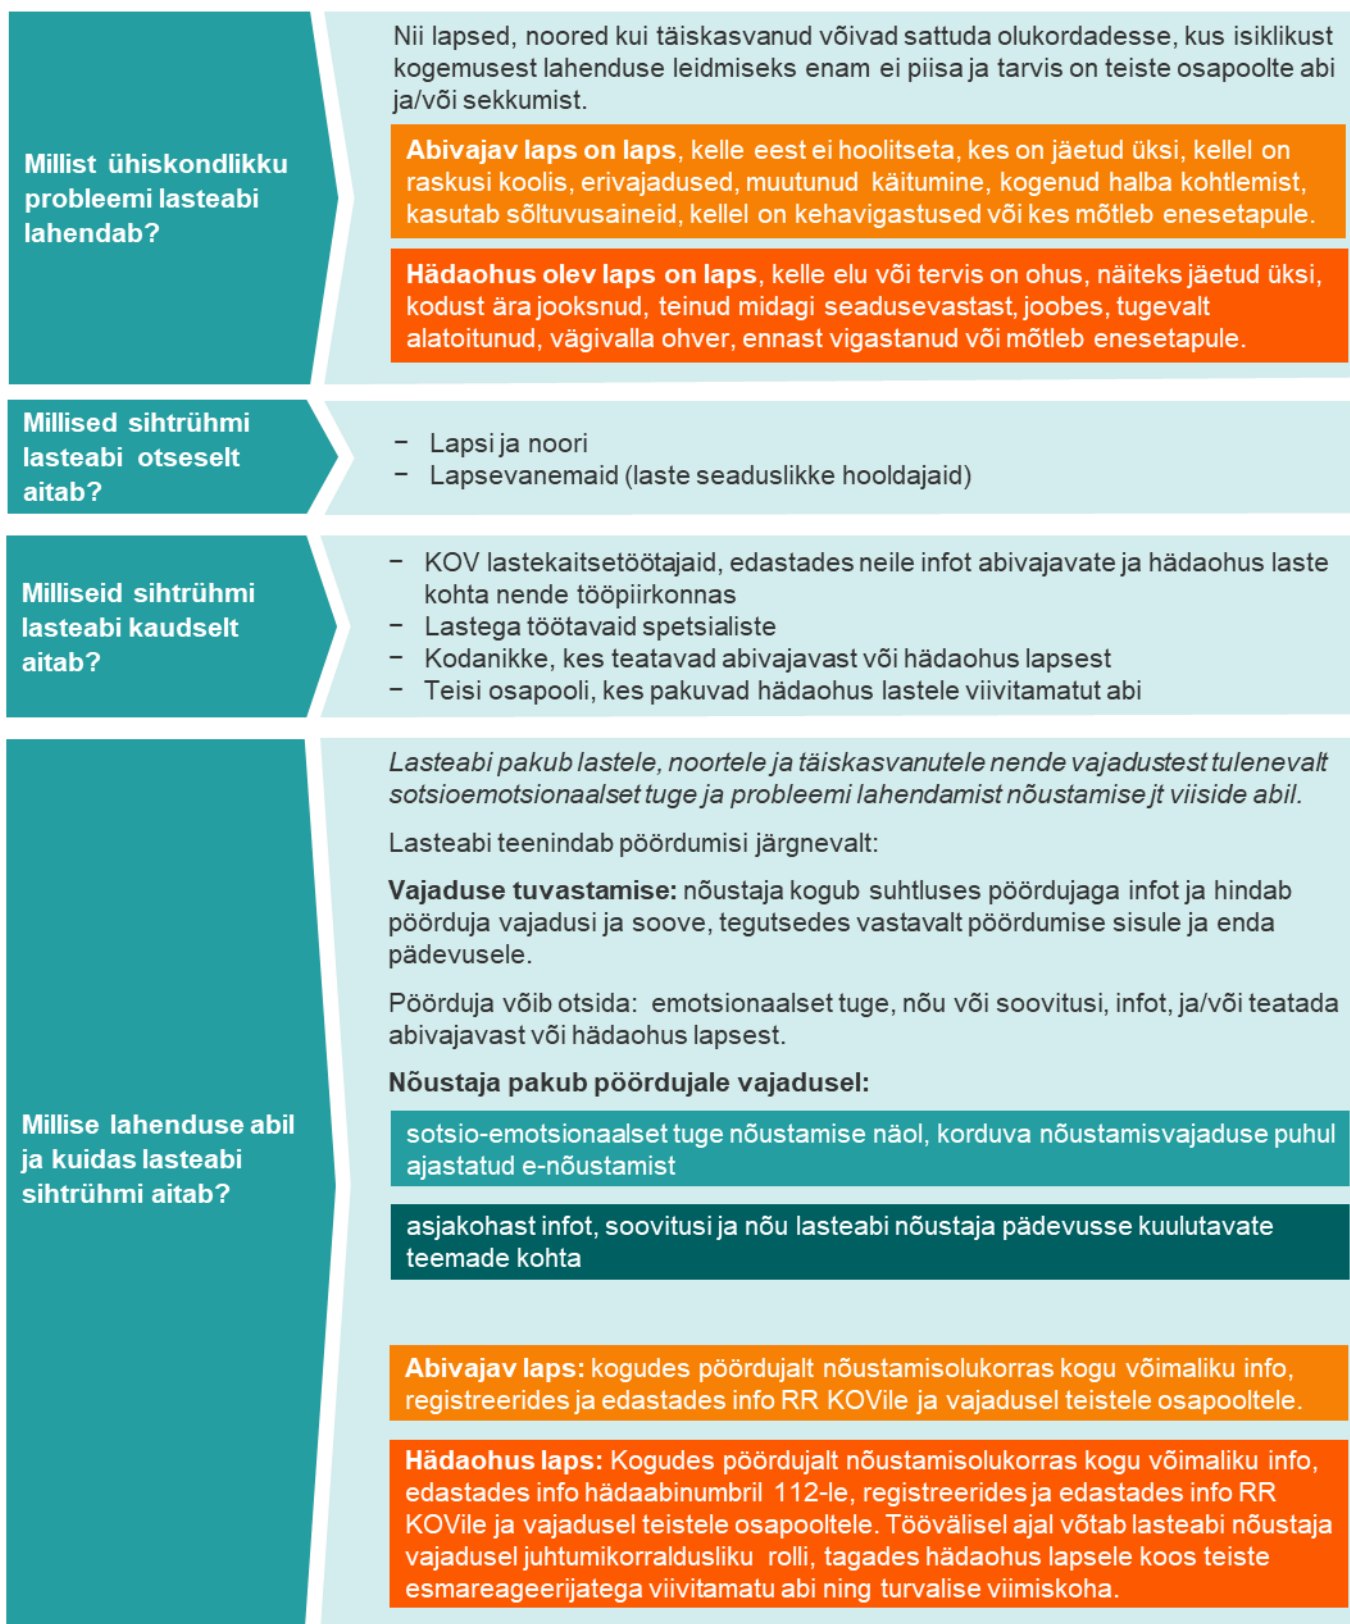 Millist ühiskondlikku
probleemi lasteabi
lahendab?
Nii lapsed, noored kui täiskasvanud võivad sattuda olukordadesse, kus isiklikust
kogemusest lahenduse leidmiseks enam ei piisa ja tarvis on teiste osapoolte abi
ja/või sekkumist.
Abivajav laps on laps, kelle eest ei hoolitseta, kes on jäetud üksi, kellel on
raskusi koolis, erivajadused, muutunud käitumine, kogenud halba kohtlemist,
kasutab sõltuvusaineid, kellel on kehavigastused või kes mõtleb enesetapule.
Hädaohus olev laps on laps, kelle elu või tervis on ohus, näiteks jäetud üksi,
kodust ära jooksnud, teinud midagi seadusevastast, joobes, tugevalt
alatoitunud, vägivalla ohver, ennast vigastanud või mõtleb enesetapule.
Millised sihtrühmi
lasteabi otseselt
aitab?
− Lapsi ja noori
− Lapsevanemaid (laste seaduslikke hooldajaid)
Milliseid sihtrühmi
lasteabi kaudselt
aitab?
− KOV lastekaitsetöötajaid, edastades neile infot abivajavate ja hädaohus laste
kohta nende tööpiirkonnas
− Lastega töötavaid spetsialiste
− Kodanikke, kes teatavad abivajavast või hädaohus lapsest
− Teisi osapooli, kes pakuvad hädaohus lastele viivitamatut abi
Millise lahenduse abil
ja kuidas lasteabi
sihtrühmi aitab?
Lasteabi pakub lastele, noortele ja täiskasvanutele nende vajadustest tulenevalt
sotsioemotsionaalset tuge ja probleemi lahendamist nõustamise jt viiside abil.
Lasteabi teenindab pöördumisi järgnevalt:
Vajaduse tuvastamise: nõustaja kogub suhtluses pöördujaga infot ja hindab
pöörduja vajadusi ja soove, tegutsedes vastavalt pöördumise sisule ja enda
pädevusele.
Pöörduja võib otsida: emotsionaalset tuge, nõu või soovitusi, infot, ja/või teatada
abivajavast või hädaohus lapsest.
Nõustaja pakub pöördujale vajadusel:
sotsio-emotsionaalset tuge nõustamise näol, korduva nõustamisvajaduse puhul
ajastatud e-nõustamist
asjakohast infot, soovitusi ja nõu lasteabi nõustaja pädevusse kuulutavate
teemade kohta
Abivajav laps: kogudes pöördujalt nõustamisolukorras kogu võimaliku info,
registreerides ja edastades info RR KOVile ja vajadusel teistele osapooltele.
Hädaohus laps: Kogudes pöördujalt nõustamisolukorras kogu võimaliku info,
edastades info hädaabinumbril 112-le, registreerides ja edastades info RR
KOVile ja vajadusel teistele osapooltele. Töövälisel ajal võtab lasteabi nõustaja
vajadusel juhtumikorraldusliku rolli, tagades hädaohus lapsele koos teiste
esmareageerijatega viivitamatu abi ning turvalise viimiskoha.